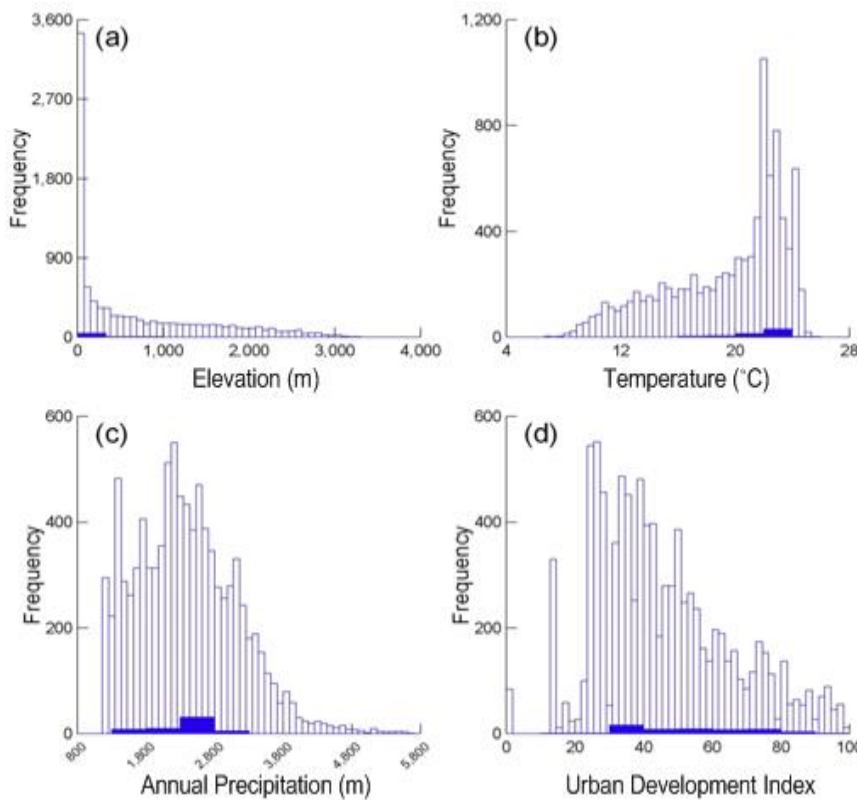 (a)
3,600
2,700
1,800
900
0
Frequency
0 1,000 2,000 3,000 4,000
Elevation (m)
(b)
1,200
800
400
0
Frequency
4 12 20 28
Temperature (°C)
(c)
600
400
200
0
Frequency
800 1,800 2,800 3,800 4,800 5,800
Annual Precipitation (m)
(d)
600
400
200
0
Frequency
0 20 40 60 80 100
Urban Development Index